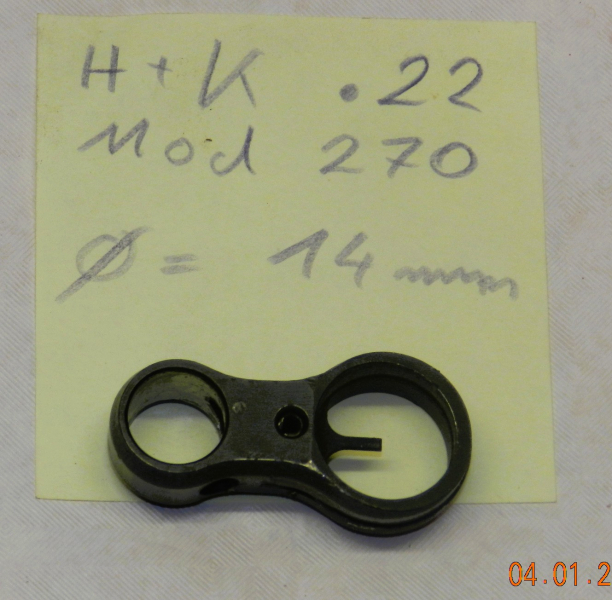 H+K .22
Mod 270
Ø = 14 mm
04.01.2